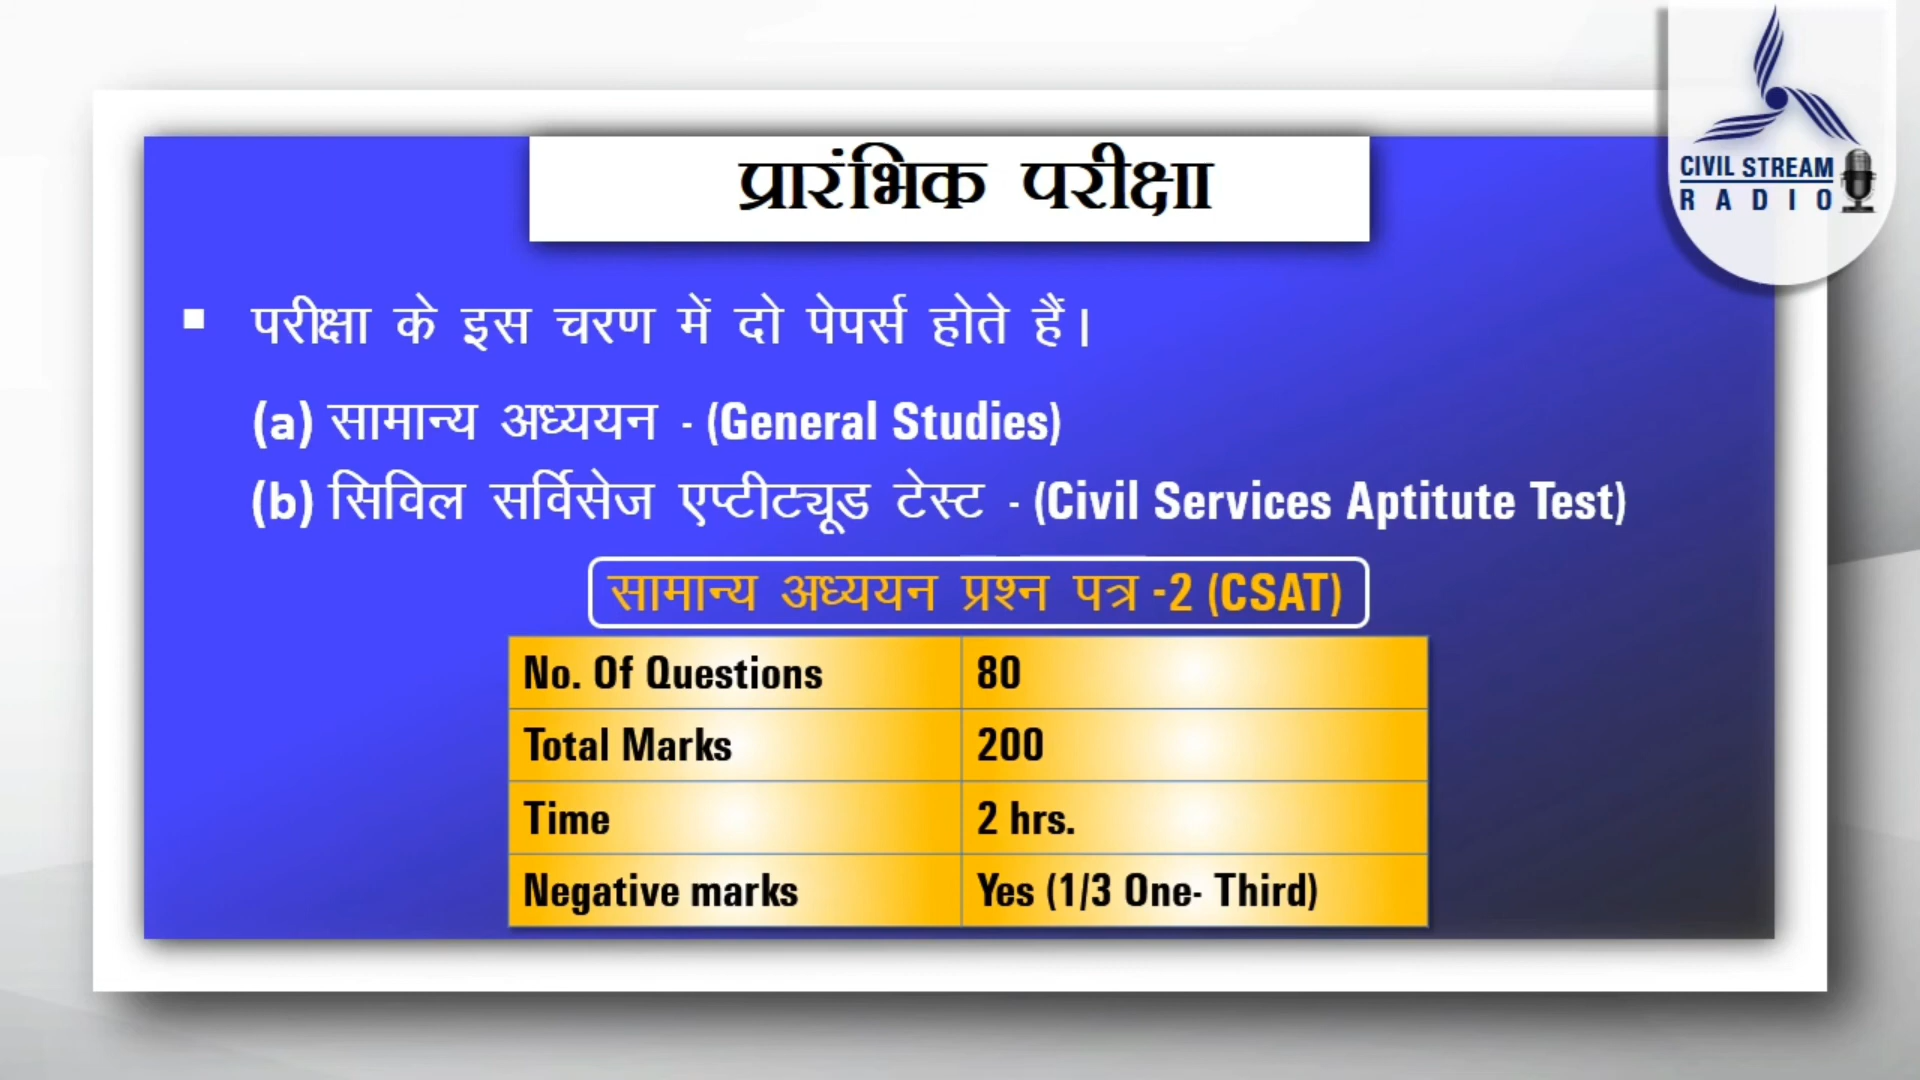 प्रारंभिक परीक्षा
CIVIL STREAM
RADIO
▪ परीक्षा के इस चरण में दो पेपर्स होते हैं।
(a) सामान्य अध्ययन - (General Studies)
(b) सिविल सर्विसेज एप्टीट्यूड टेस्ट - (Civil Services Aptitute Test)
सामान्य अध्ययन प्रश्न पत्र -2 (CSAT)
No. Of Questions 80
Total Marks 200
Time 2 hrs.
Negative marks Yes (1/3 One- Third)